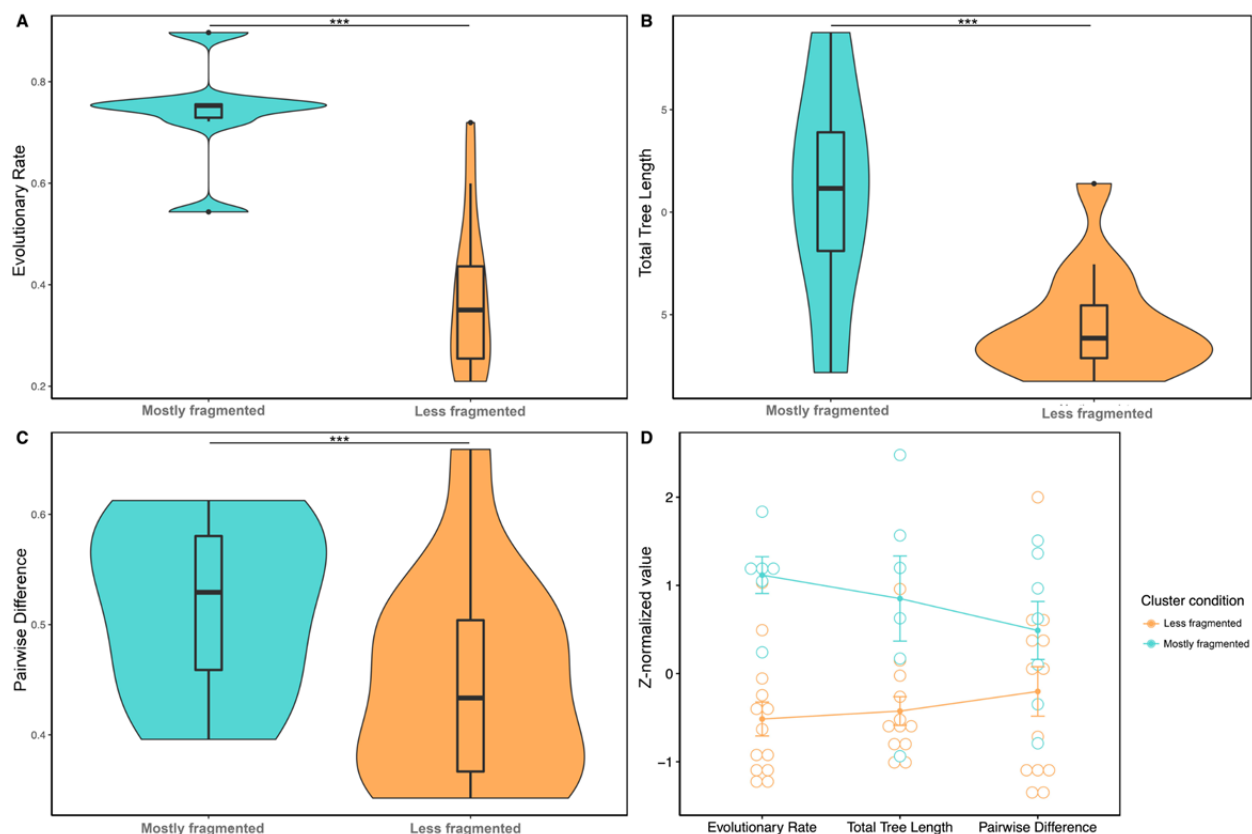 A
***
Evolutionary Rate
0.8
0.6
0.4
0.2
Mostly fragmented
Less fragmented
B
***
Total Tree Length
5
0
5
Mostly fragmented
Less fragmented
C
***
Pairwise Difference
0.6
0.5
0.4
Mostly fragmented
Less fragmented
D
Z-normalized value
2
1
0
−1
Evolutionary Rate
Total Tree Length
Pairwise Difference
Cluster condition
Less fragmented
Mostly fragmented